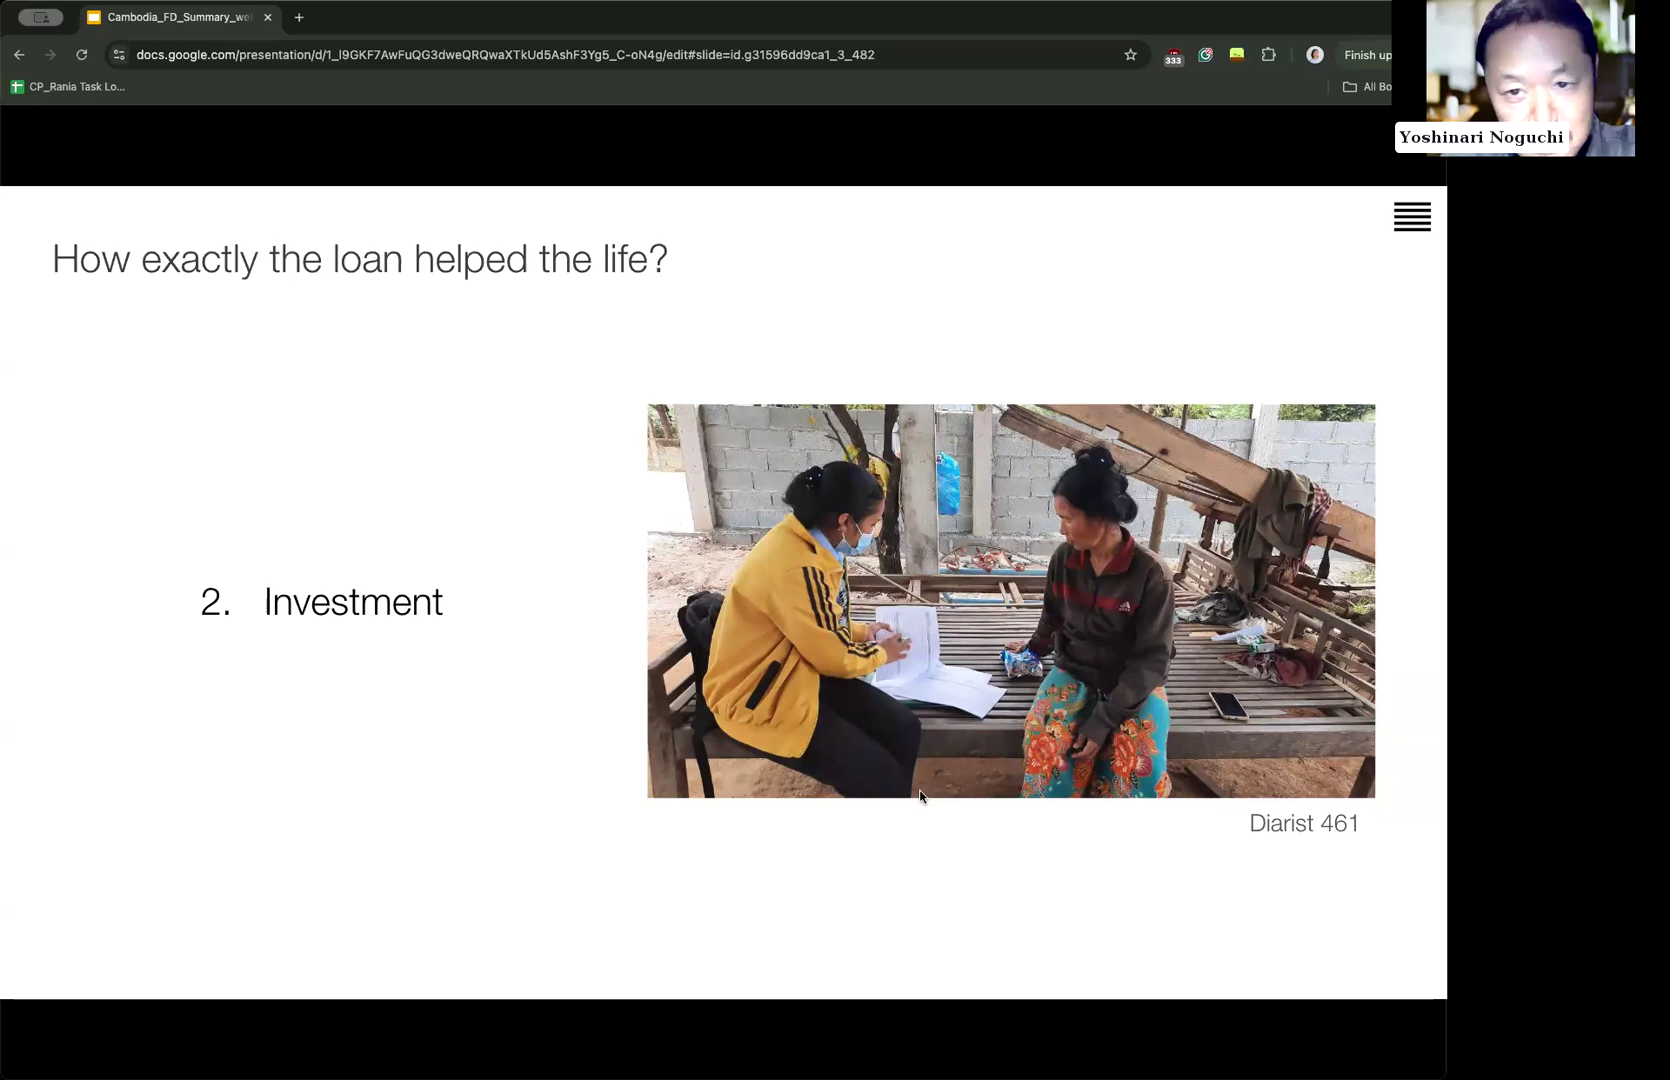 Cambodia_FD_Summary_we
docs.google.com/presentation/d/1_l9GKF7AwFuQG3dweQRQwaXTkUd5AshF3Yg5_C-oN4g/edit#slide=id.g31596dd9ca1_3_482
333
Finish up
CP_Rania Task Lo...
All Bo
Yoshinari Noguchi
How exactly the loan helped the life?
2. Investment
Diarist 461